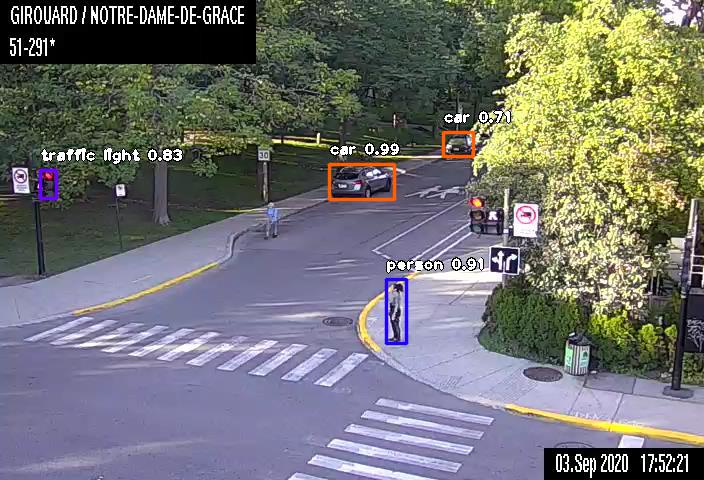 GIROUARD / NOTRE-DAME-DE-GRACE
51-291*
car 0.71
car 0.99
traffic light 0.83
30
person 0.91
03.Sep 2020 17:52:21